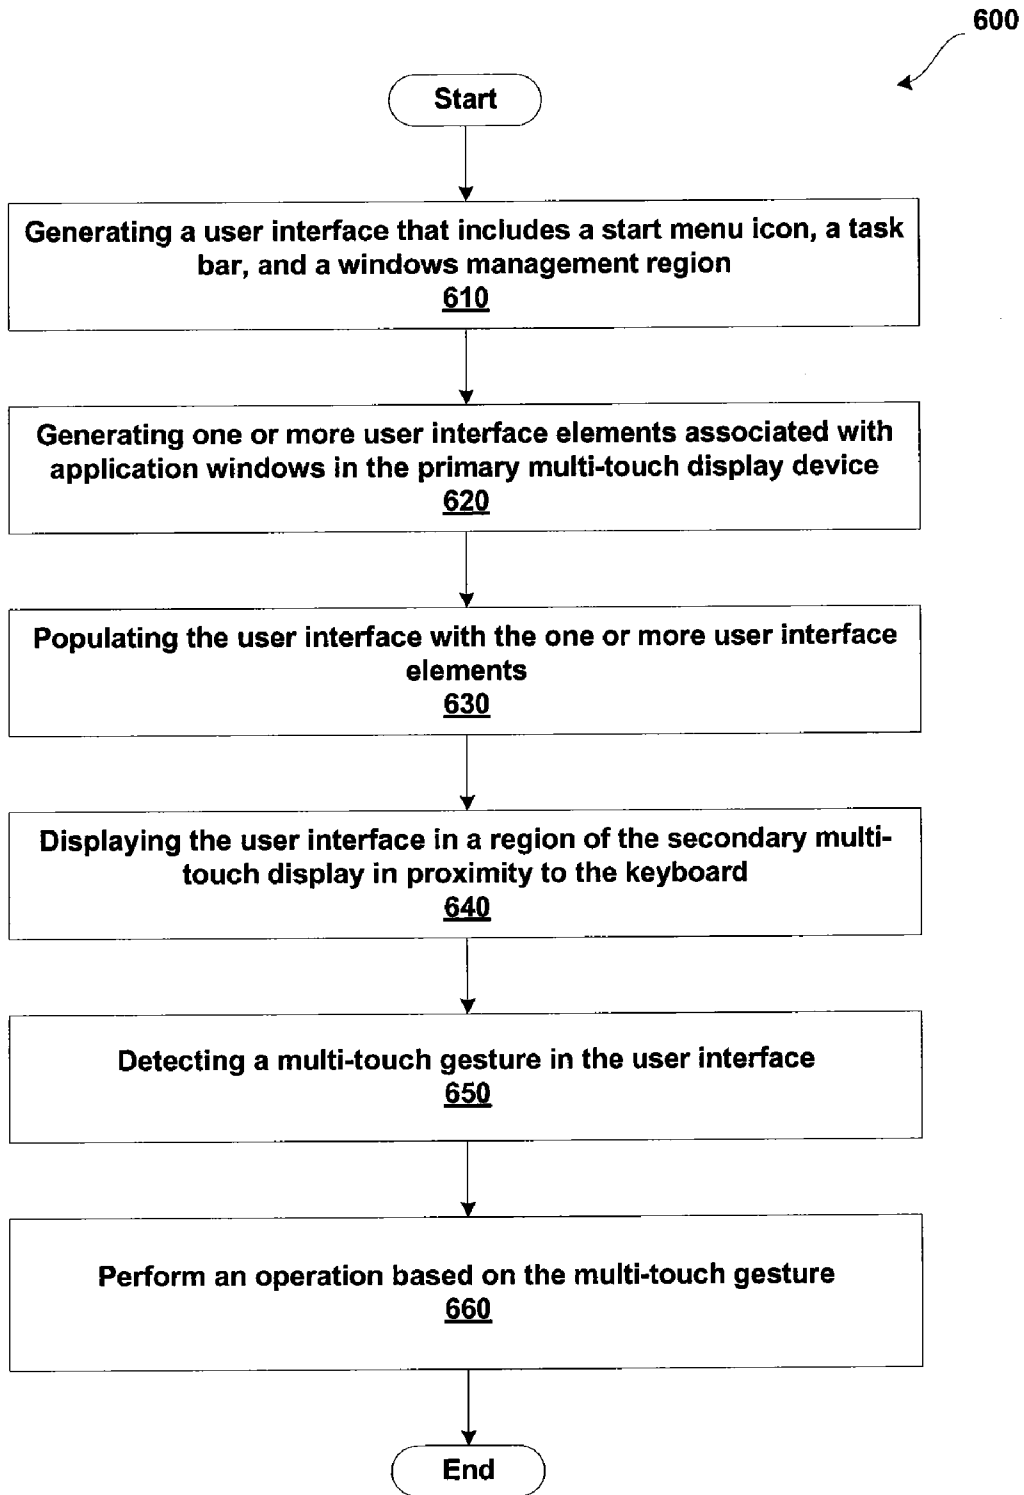 600
Start
Generating a user interface that includes a start menu icon, a task
bar, and a windows management region
610
Generating one or more user interface elements associated with
application windows in the primary multi-touch display device
620
Populating the user interface with the one or more user interface
elements
630
Displaying the user interface in a region of the secondary multi-
touch display in proximity to the keyboard
640
Detecting a multi-touch gesture in the user interface
650
Perform an operation based on the multi-touch gesture
660
End